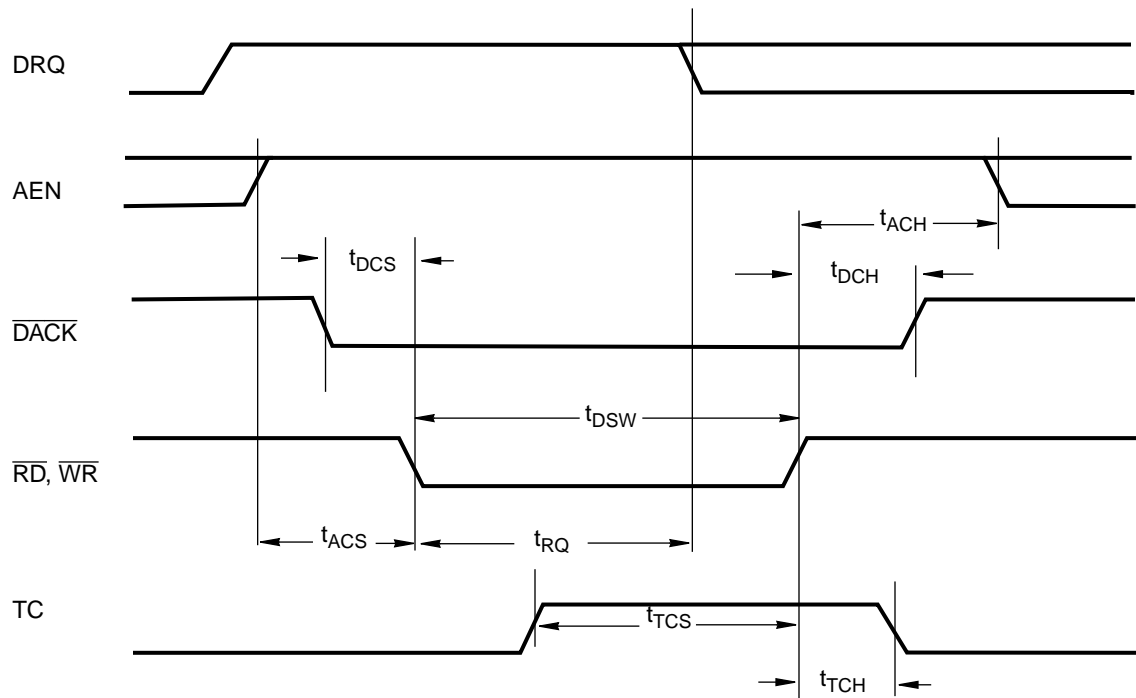 DRQ
AEN
tACH
tDCS
tDCH
DACK
tDSW
RD, WR
tACS
tRQ
TC
tTCS
tTCH